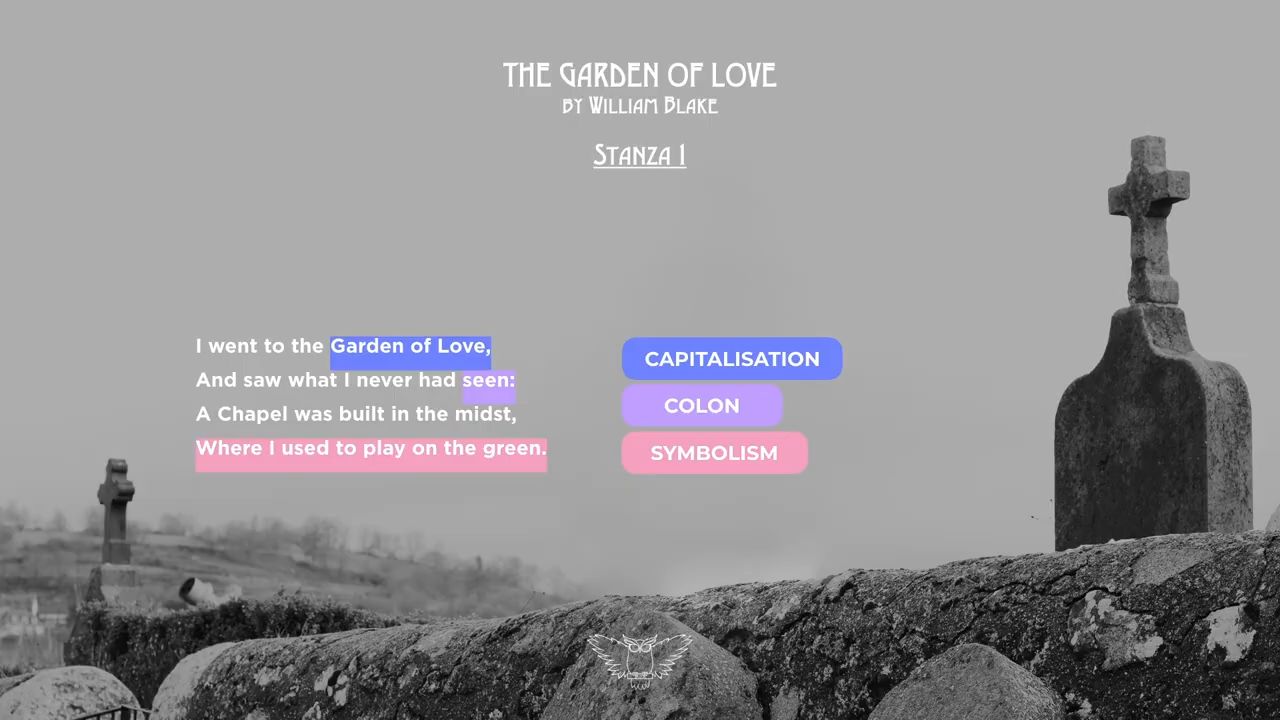 THE GARDEN OF LOVE
BY WILLIAM BLAKE
STANZA 1
I went to the Garden of Love,
And saw what I never had seen:
A Chapel was built in the midst,
Where I used to play on the green.
CAPITALISATION
COLON
SYMBOLISM